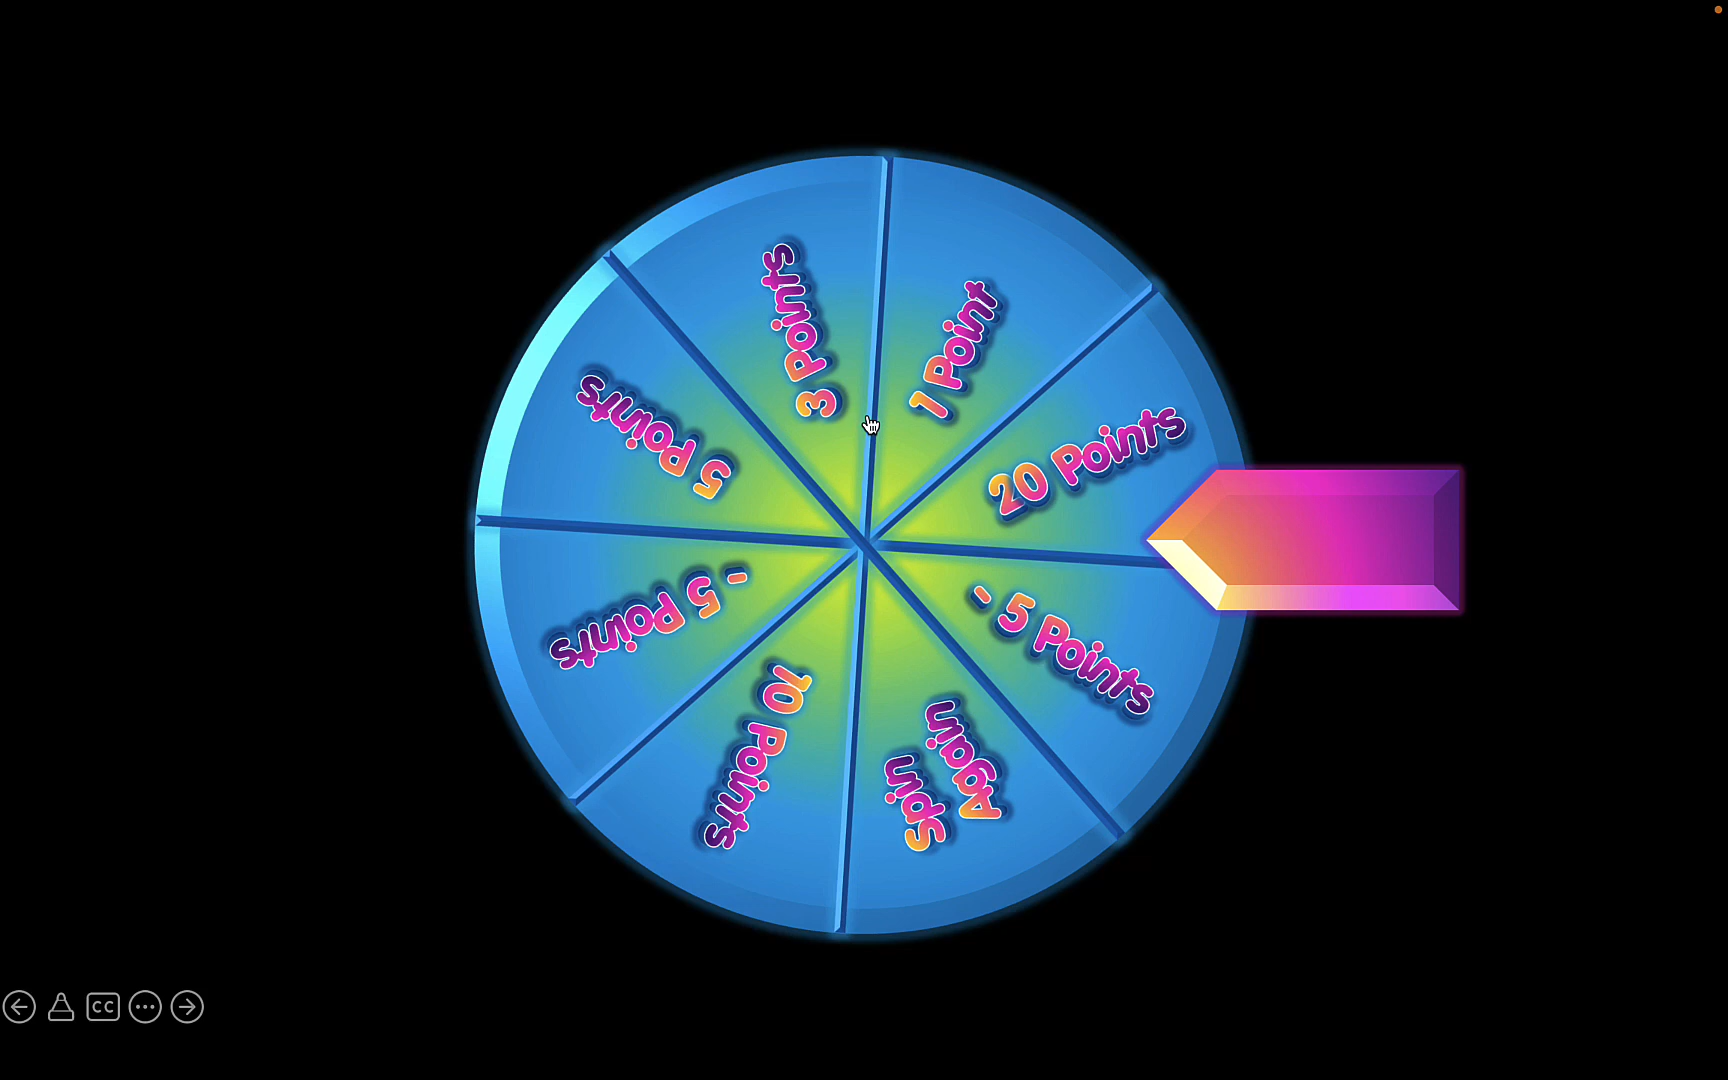 3 Points
1 Point
20 Points
- 5 Points
Spin
Again
10 Points
- 5 Points
5 Points
CC